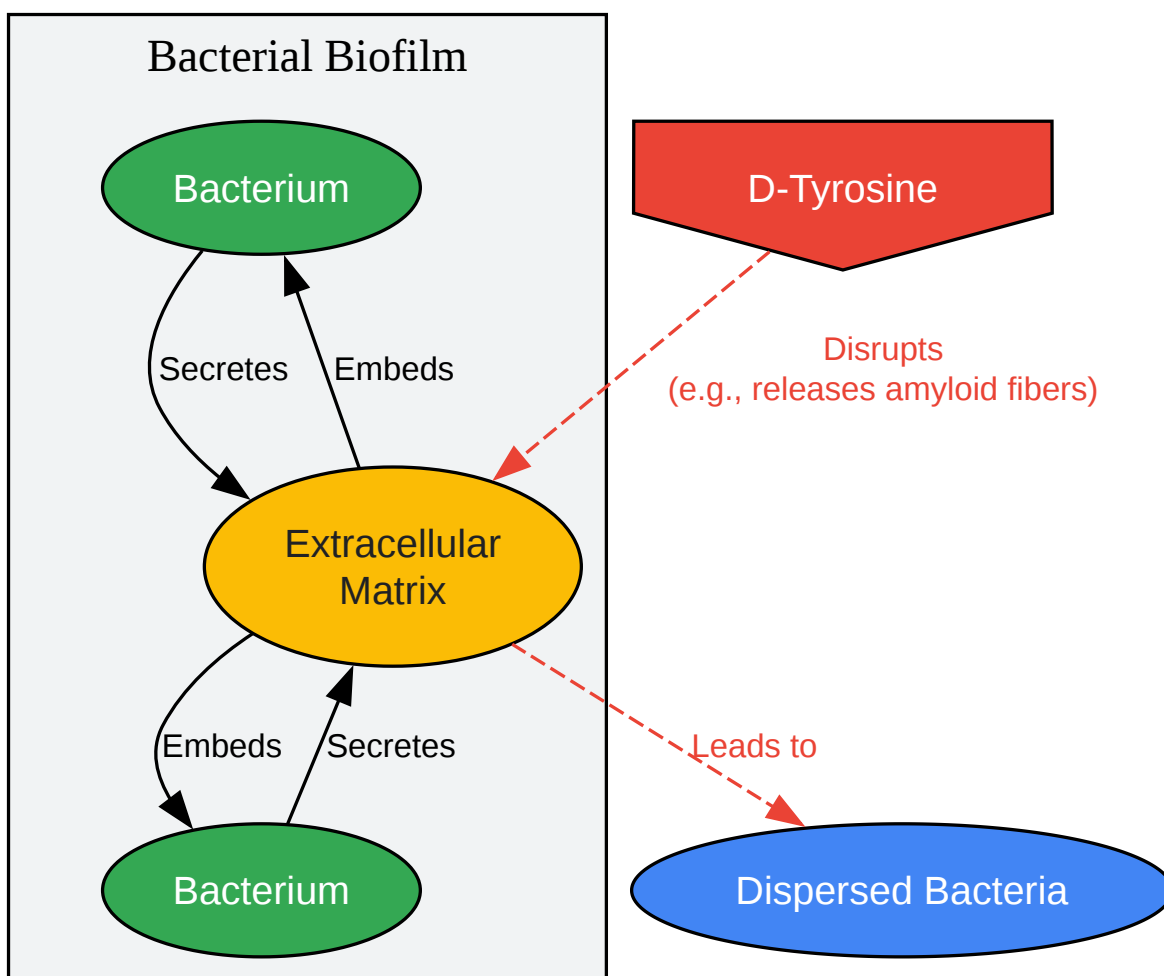 Bacterial Biofilm
Bacterium
D-Tyrosine
Secretes
Embeds
Disrupts
(e.g., releases amyloid fibers)
Extracellular
Matrix
Embeds
Secretes
Leads to
Bacterium
Dispersed Bacteria